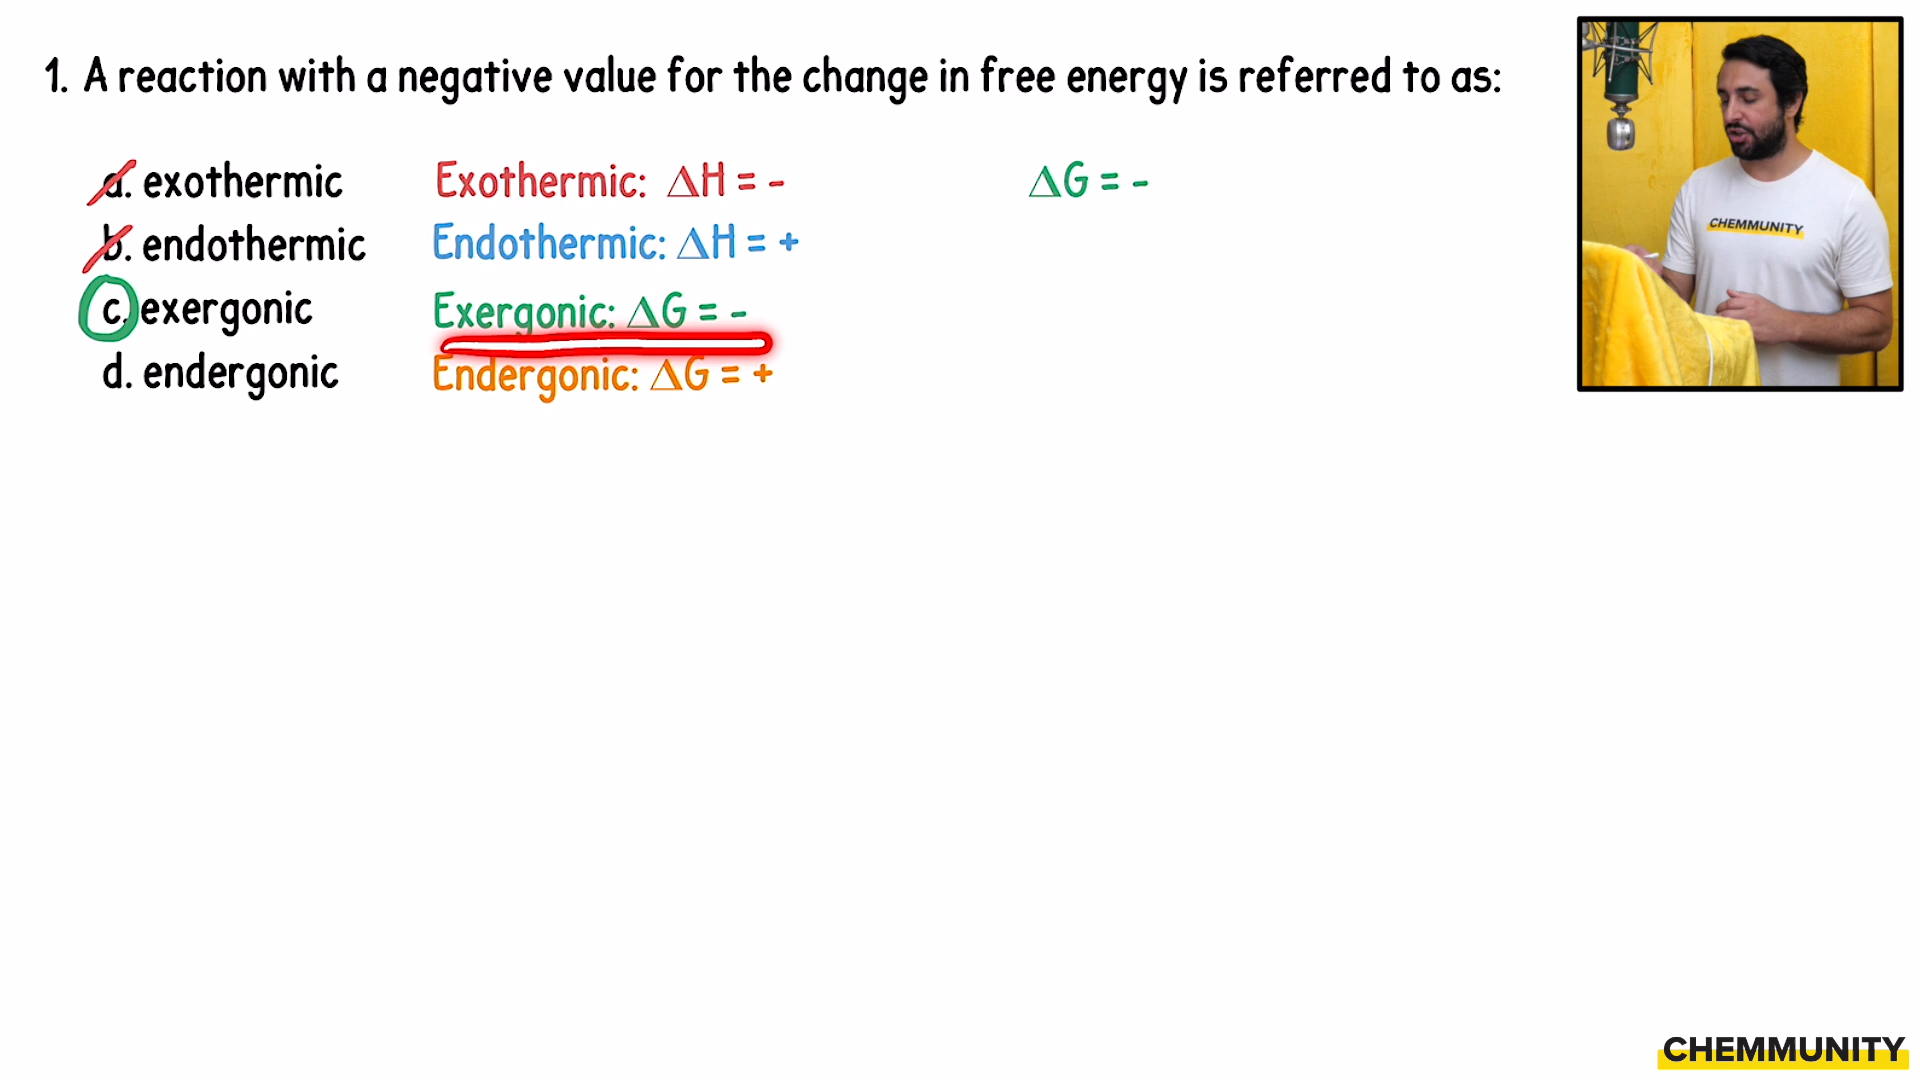 1. A reaction with a negative value for the change in free energy is referred to as:
a. exothermic
Exothermic: ΔH = -
ΔG = -
b. endothermic
Endothermic: ΔH = +
c. exergonic
Exergonic: ΔG = -
d. endergonic
Endergonic: ΔG = +
CHEMMUNITY
CHEMMUNITY